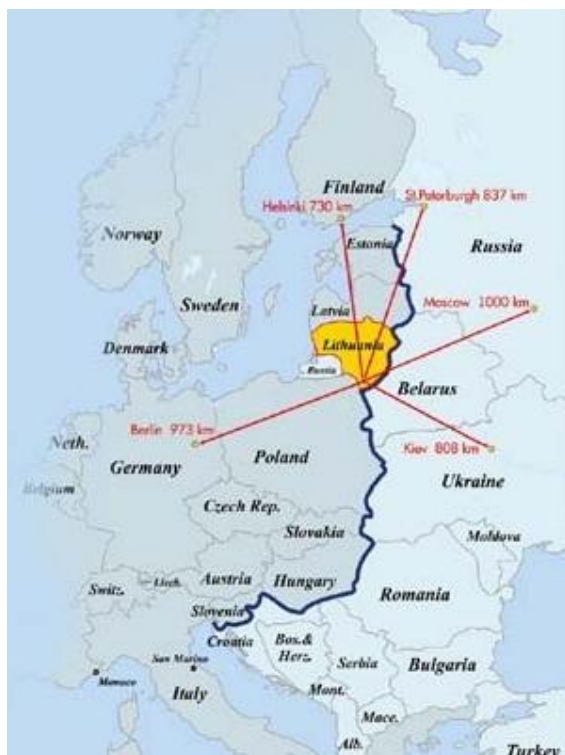 Finland
St.Petorburgh 837 km
Helsinki 730 km
Norway
Estonia
Russia
Sweden
Latvia
Moscow 1000 km
Lithuania
Denmark
Russia
Belarus
Berlin 973 km
Neth.
Kiev 808 km
Poland
Germany
Ukraine
Belgium
Czech Rep.
Slovakia
Moldova
Liech.
Austria
Hungary
Switz.
Romania
Slovenia
Croatia
Bos.&
Herz.
San Marino
Serbia
Bulgaria
Monaco
Italy
Mont.
Mace.
Alb.
Turkey